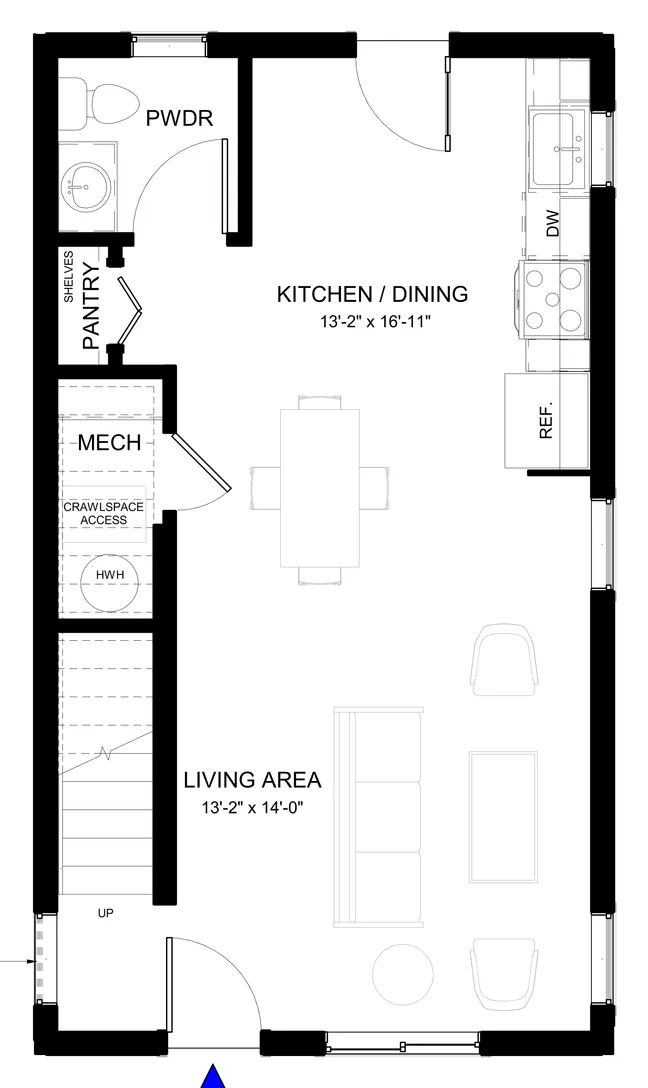 PWDR
SHELVES
PANTRY
KITCHEN / DINING
13'-2" x 16'-11"
DW
REF.
MECH
CRAWLSPACE
ACCESS
HWH
LIVING AREA
13'-2" x 14'-0"
UP